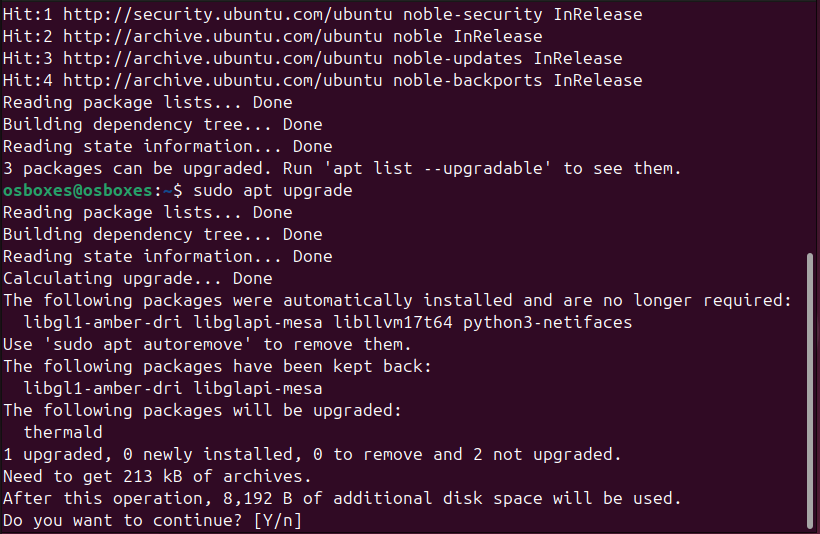 Hit:1 http://security.ubuntu.com/ubuntu noble-security InRelease
Hit:2 http://archive.ubuntu.com/ubuntu noble InRelease
Hit:3 http://archive.ubuntu.com/ubuntu noble-updates InRelease
Hit:4 http://archive.ubuntu.com/ubuntu noble-backports InRelease
Reading package lists... Done
Building dependency tree... Done
Reading state information... Done
3 packages can be upgraded. Run 'apt list --upgradable' to see them.
osboxes@osboxes:~$ sudo apt upgrade
Reading package lists... Done
Building dependency tree... Done
Reading state information... Done
Calculating upgrade... Done
The following packages were automatically installed and are no longer required:
  libgl1-amber-dri libglapi-mesa libllvm17t64 python3-netifaces
Use 'sudo apt autoremove' to remove them.
The following packages have been kept back:
  libgl1-amber-dri libglapi-mesa
The following packages will be upgraded:
  thermald
1 upgraded, 0 newly installed, 0 to remove and 2 not upgraded.
Need to get 213 kB of archives.
After this operation, 8,192 B of additional disk space will be used.
Do you want to continue? [Y/n]